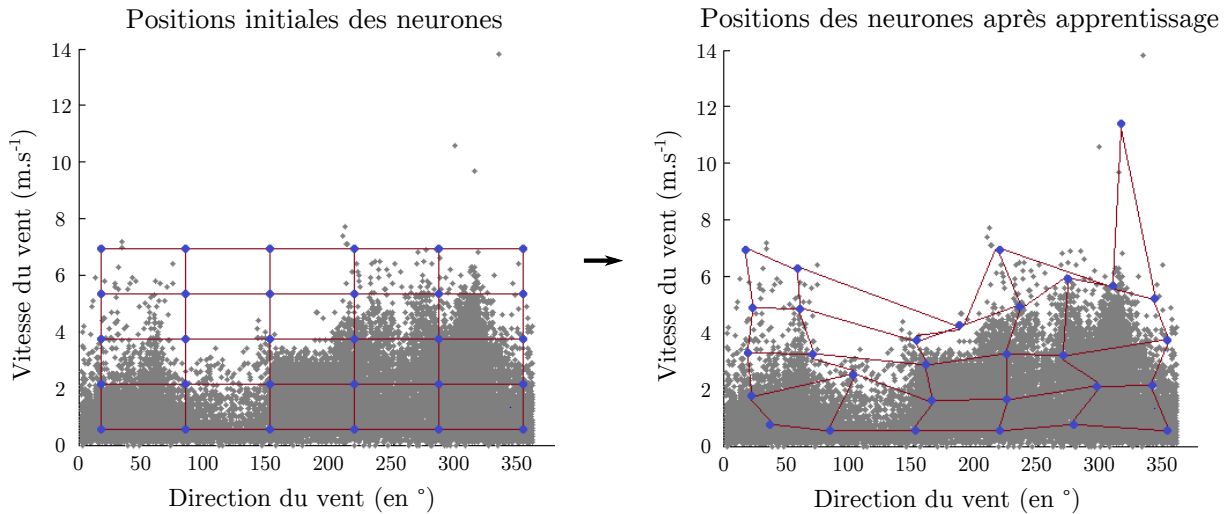 Positions initiales des neurones
Positions des neurones après apprentissage
Vitesse du vent (m.s⁻¹)
14
12
10
8
6
4
2
0
0 50 100 150 200 250 300 350
Direction du vent (en °)
Vitesse du vent (m.s⁻¹)
14
12
10
8
6
4
2
0
0 50 100 150 200 250 300 350
Direction du vent (en °)